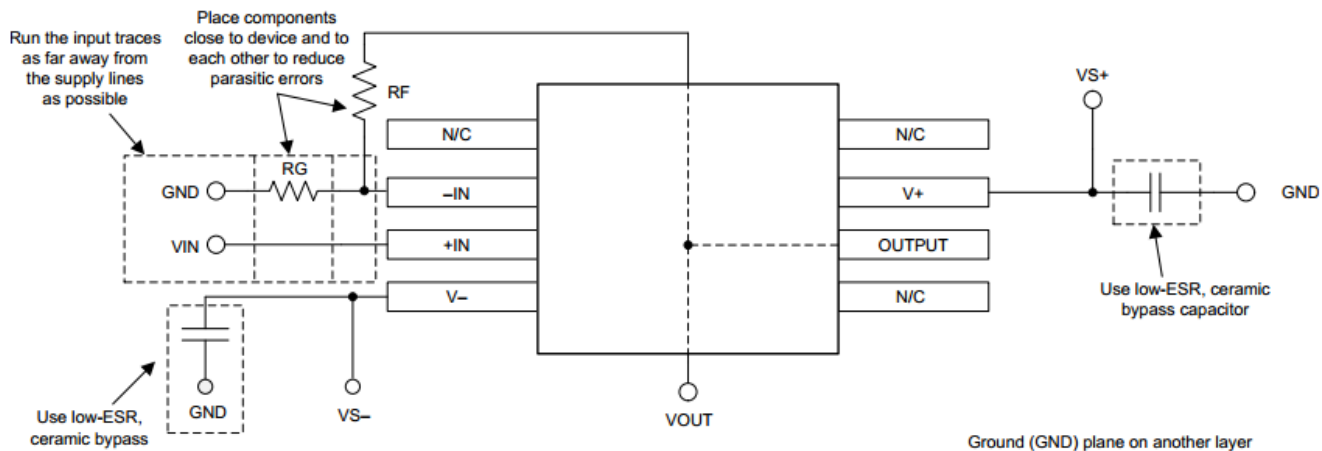 Run the input traces
as far away from
the supply lines
as possible
Place components
close to device and to
each other to reduce
parasitic errors
RF
VS+
N/C
N/C
RG
GND
–IN
V+
GND
VIN
+IN
OUTPUT
V–
N/C
Use low-ESR, ceramic
bypass capacitor
GND
VS–
VOUT
Use low-ESR,
ceramic bypass
Ground (GND) plane on another layer